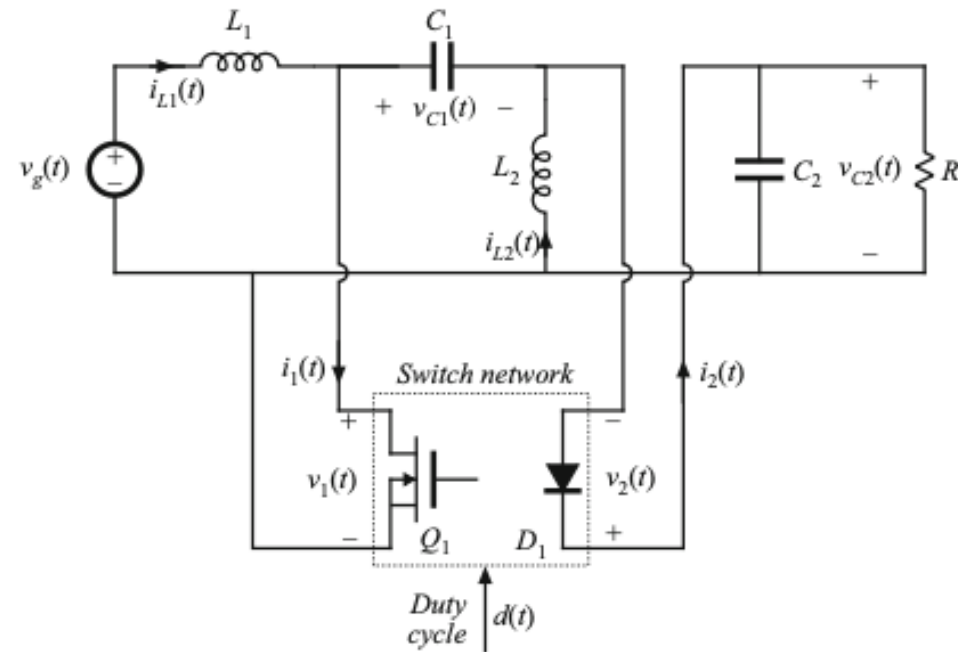 L1
C1
iL1(t)
+ vC1(t) –
vg(t)
+
–
L2
iL2(t)
C2
+
vC2(t)
–
R
i1(t)
Switch network
i2(t)
+
v1(t)
–
Q1
D1
–
v2(t)
+
Duty
cycle
d(t)